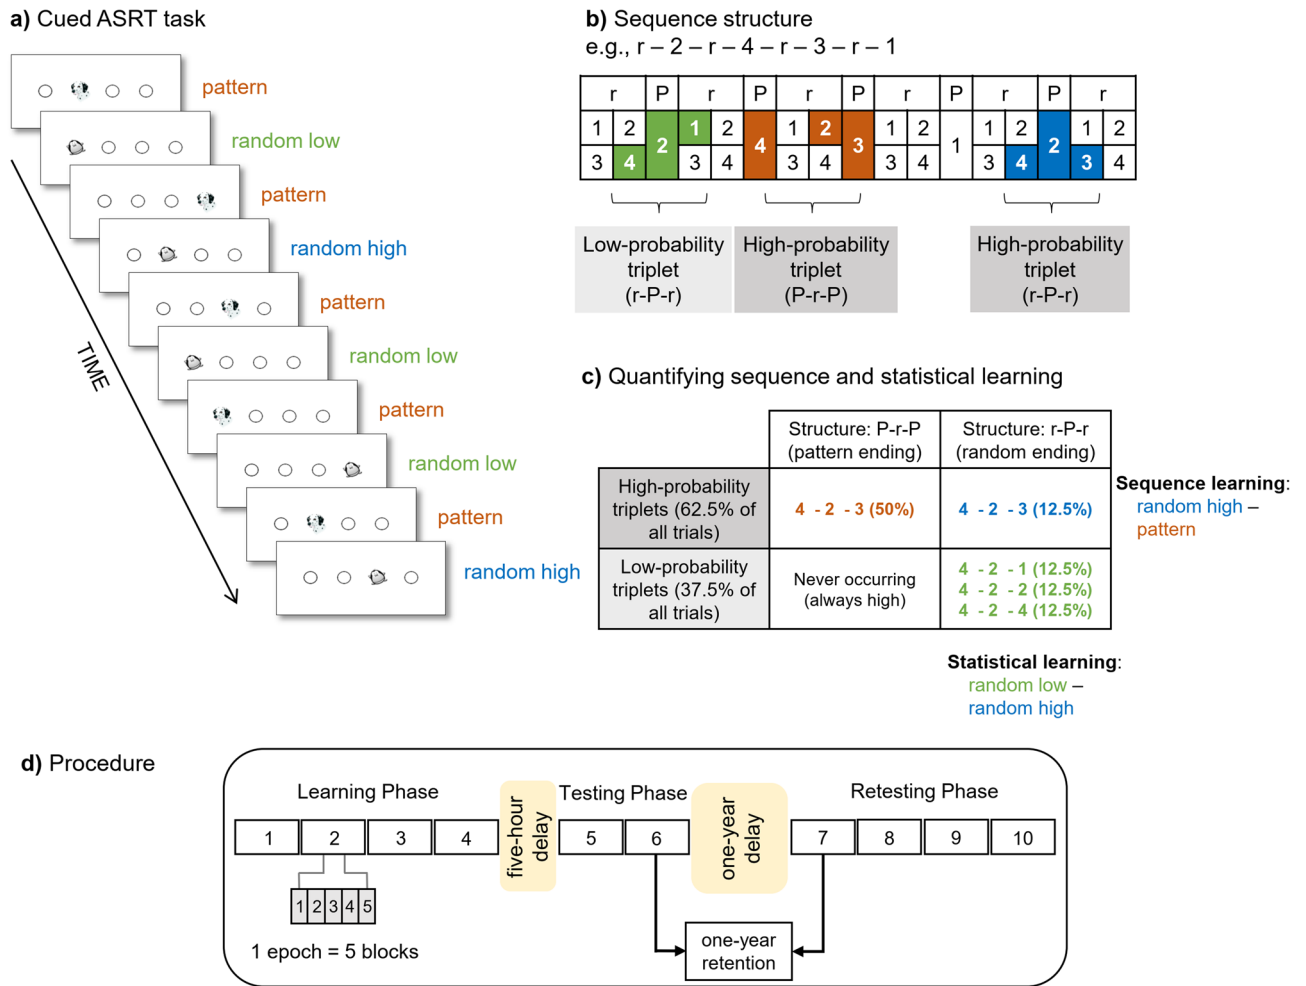 a) Cued ASRT task
pattern
random low
pattern
random high
pattern
random low
pattern
random low
pattern
random high
TIME
b) Sequence structure
e.g., r – 2 – r – 4 – r – 3 – r – 1
r P r P r P r P r P r
1 2 2 1 2 4 1 2 3 1 2 1 1 2 2 1 2
3 4 3 4 3 4 3 4 3 4 3 4
Low-probability
triplet
(r-P-r)
High-probability
triplet
(P-r-P)
High-probability
triplet
(r-P-r)
c) Quantifying sequence and statistical learning
Structure: P-r-P
(pattern ending)
Structure: r-P-r
(random ending)
High-probability
triplets (62.5% of
all trials)
4 - 2 - 3 (50%)
4 - 2 - 3 (12.5%)
Low-probability
triplets (37.5% of
all trials)
Never occurring
(always high)
4 - 2 - 1 (12.5%)
4 - 2 - 2 (12.5%)
4 - 2 - 4 (12.5%)
Sequence learning:
random high –
pattern
Statistical learning:
random low –
random high
d) Procedure
Learning Phase
1 2 3 4
five-hour
delay
Testing Phase
5 6
one-year
delay
Retesting Phase
7 8 9 10
1 2 3 4 5
1 epoch = 5 blocks
one-year
retention